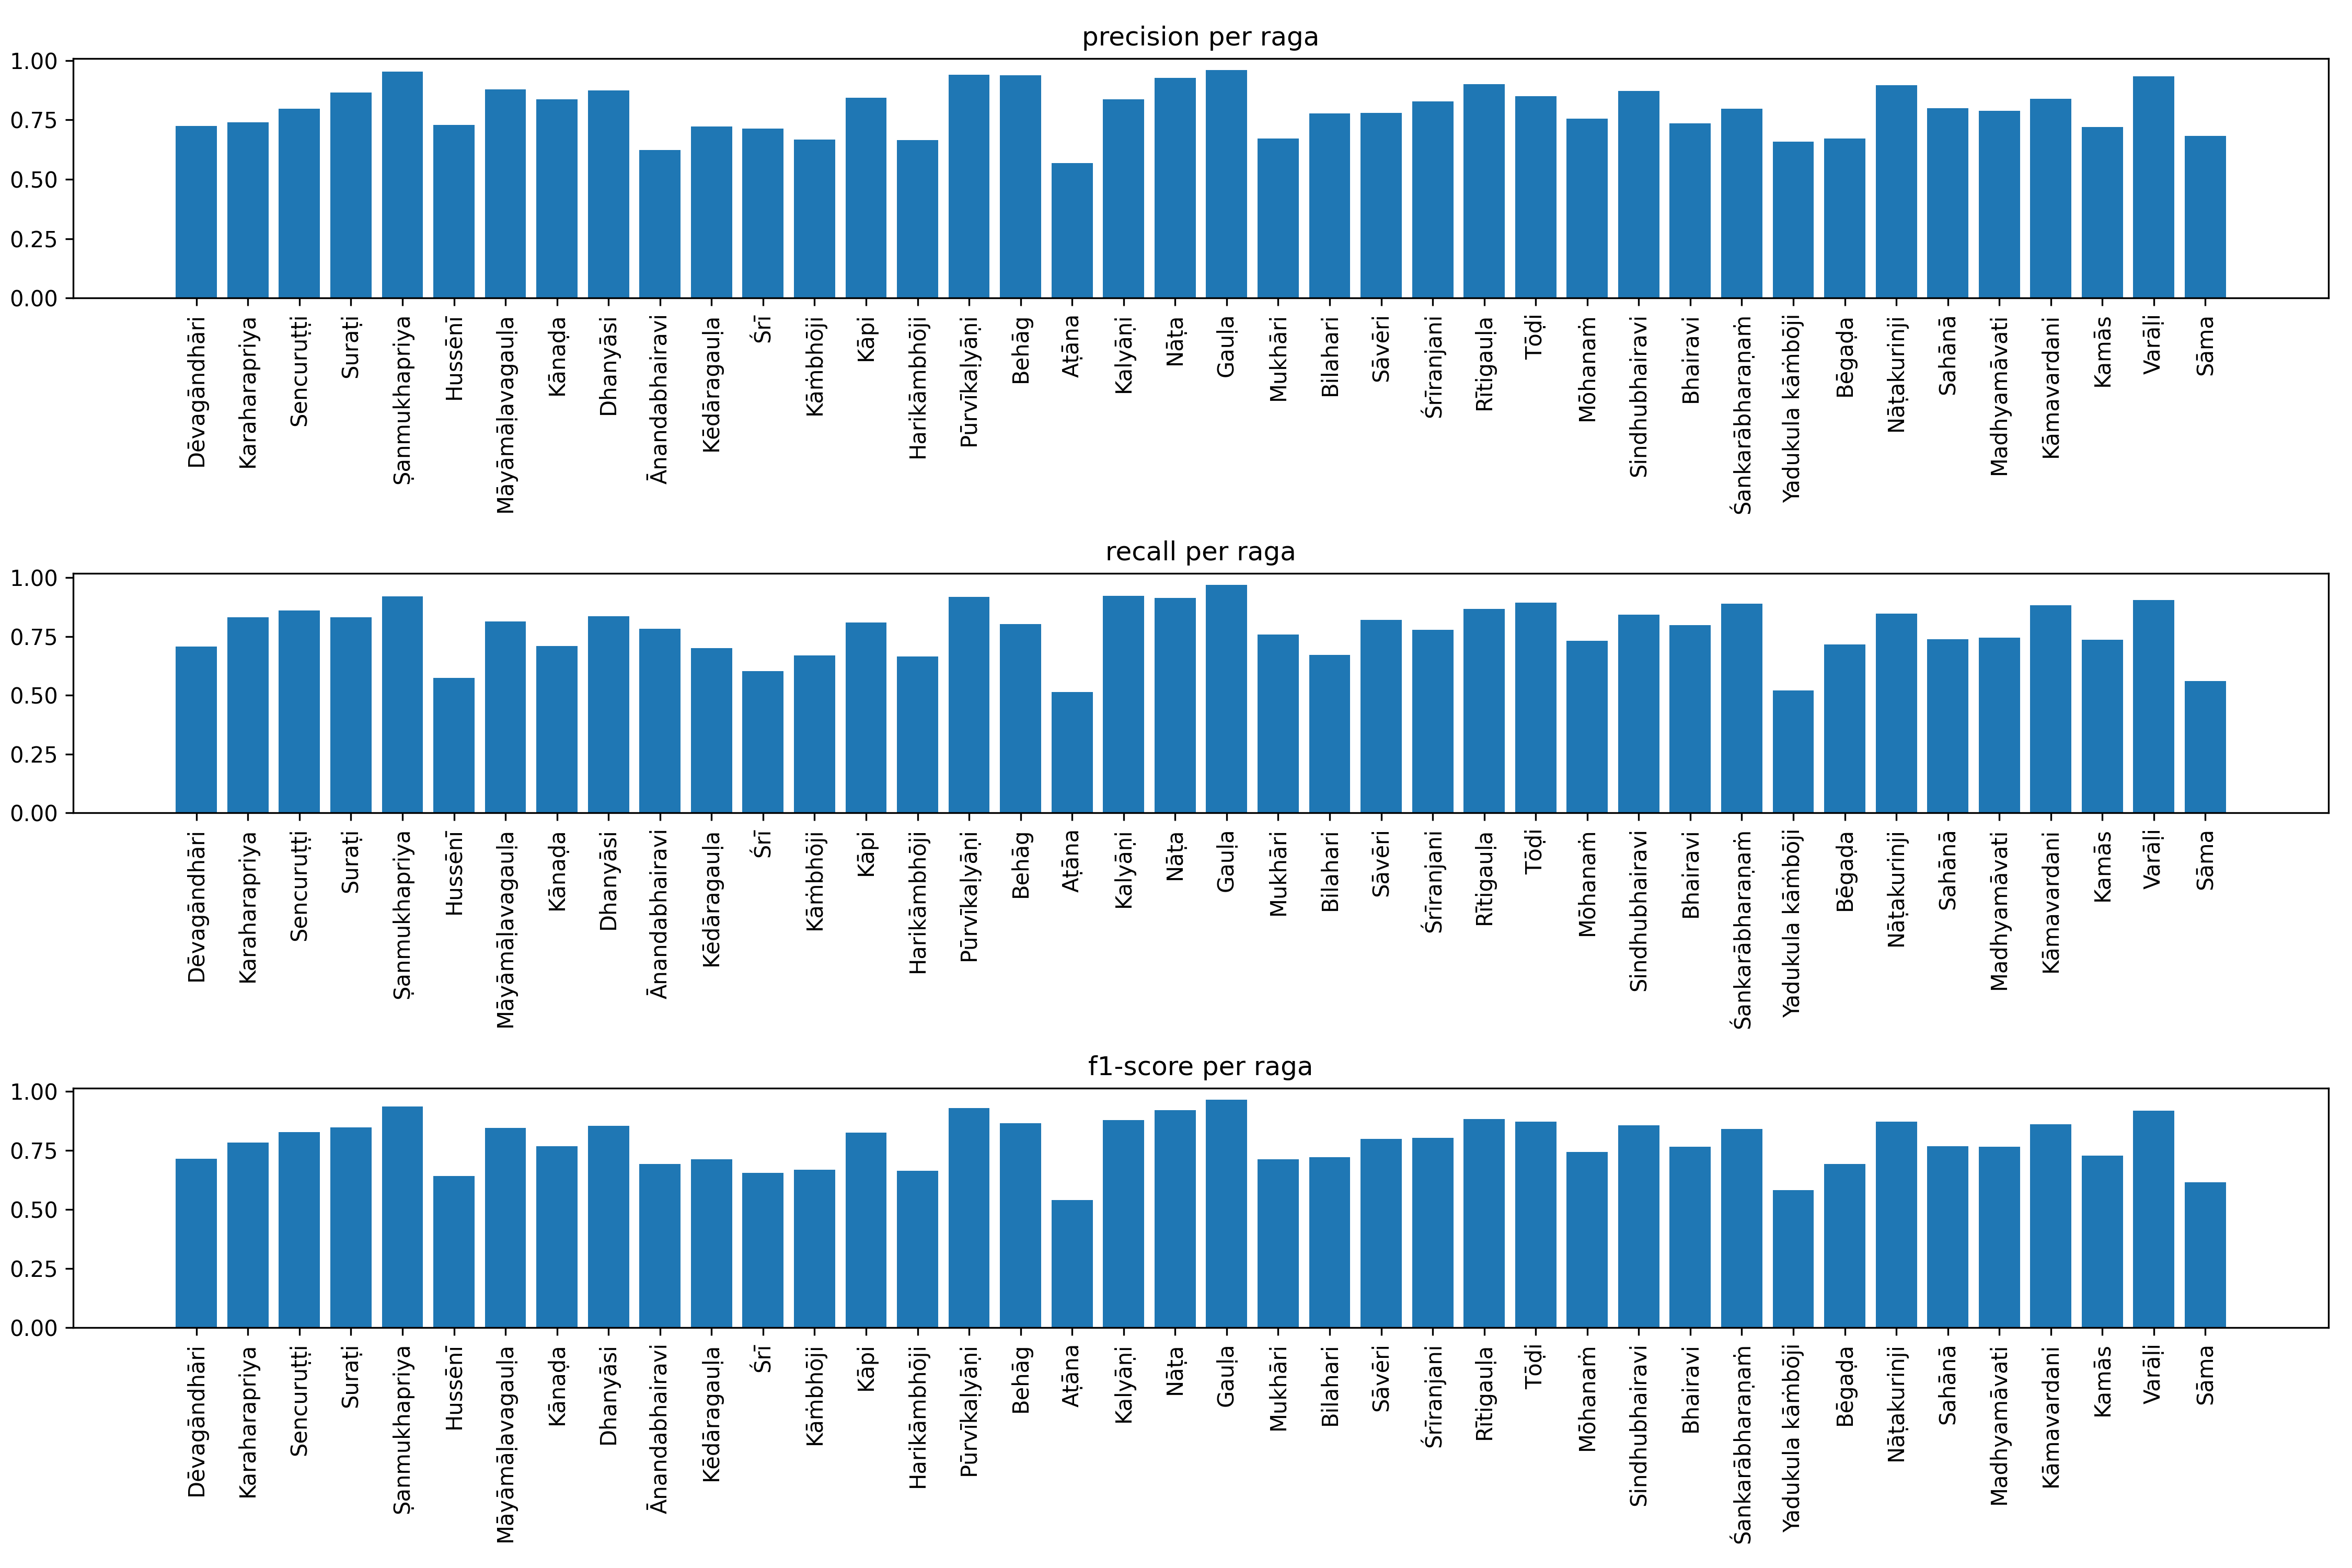 precision per raga
1.00
0.75
0.50
0.25
0.00
Dēvagāndhāri
Karaharapriya
Sencuruṭṭi
Suraṭi
Ṣanmukhapriya
Hussēnī
Māyāmāḷavagauḷa
Kānaḍa
Dhanyāsi
Ānandabhairavi
Kēdāragauḷa
Śrī
Kāṁbhōji
Kāpi
Harikāmbhōji
Pūrvīkaḷyāṇi
Behāg
Aṭāna
Kalyāṇi
Nāṭa
Gauḷa
Mukhāri
Bilahari
Sāvēri
Śrīranjani
Rītigauḷa
Tōḍi
Mōhanaṁ
Sindhubhairavi
Bhairavi
Śankarābharaṇaṁ
Yadukula kāṁbōji
Bēgaḍa
Nāṭakurinji
Sahānā
Madhyamāvati
Kāmavardani
Kamās
Varāḷi
Sāma
recall per raga
1.00
0.75
0.50
0.25
0.00
Dēvagāndhāri
Karaharapriya
Sencuruṭṭi
Suraṭi
Ṣanmukhapriya
Hussēnī
Māyāmāḷavagauḷa
Kānaḍa
Dhanyāsi
Ānandabhairavi
Kēdāragauḷa
Śrī
Kāṁbhōji
Kāpi
Harikāmbhōji
Pūrvīkaḷyāṇi
Behāg
Aṭāna
Kalyāṇi
Nāṭa
Gauḷa
Mukhāri
Bilahari
Sāvēri
Śrīranjani
Rītigauḷa
Tōḍi
Mōhanaṁ
Sindhubhairavi
Bhairavi
Śankarābharaṇaṁ
Yadukula kāṁbōji
Bēgaḍa
Nāṭakurinji
Sahānā
Madhyamāvati
Kāmavardani
Kamās
Varāḷi
Sāma
f1-score per raga
1.00
0.75
0.50
0.25
0.00
Dēvagāndhāri
Karaharapriya
Sencuruṭṭi
Suraṭi
Ṣanmukhapriya
Hussēnī
Māyāmāḷavagauḷa
Kānaḍa
Dhanyāsi
Ānandabhairavi
Kēdāragauḷa
Śrī
Kāṁbhōji
Kāpi
Harikāmbhōji
Pūrvīkaḷyāṇi
Behāg
Aṭāna
Kalyāṇi
Nāṭa
Gauḷa
Mukhāri
Bilahari
Sāvēri
Śrīranjani
Rītigauḷa
Tōḍi
Mōhanaṁ
Sindhubhairavi
Bhairavi
Śankarābharaṇaṁ
Yadukula kāṁbōji
Bēgaḍa
Nāṭakurinji
Sahānā
Madhyamāvati
Kāmavardani
Kamās
Varāḷi
Sāma